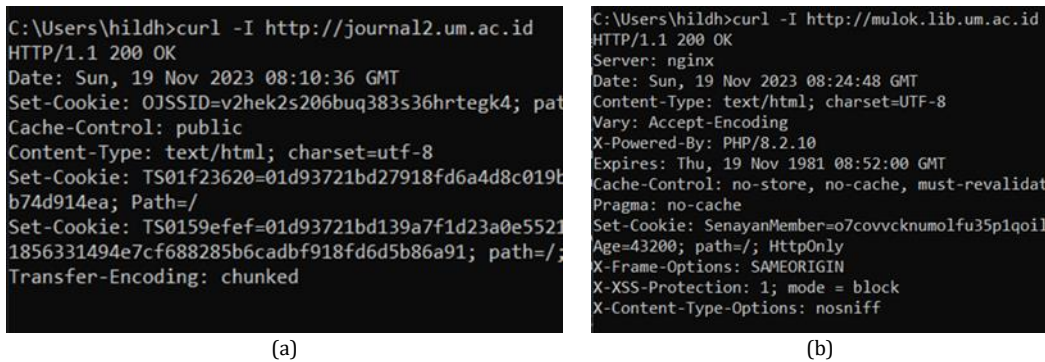 C:\Users\hildh>curl -I http://journal2.um.ac.id
HTTP/1.1 200 OK
Date: Sun, 19 Nov 2023 08:10:36 GMT
Set-Cookie: OJSSID=v2hek2s206buq383s36hrtegk4; pat
Cache-Control: public
Content-Type: text/html; charset=utf-8
Set-Cookie: TS01f23620=01d93721bd27918fd6a4d8c019b
b74d914ea; Path=/
Set-Cookie: TS0159efef=01d93721bd139a7f1d23a0e5521
1856331494e7cf688285b6cadbf918fd6d5b86a91; path=/;
Transfer-Encoding: chunked
(a)
C:\Users\hildh>curl -I http://mulok.lib.um.ac.id
HTTP/1.1 200 OK
Server: nginx
Date: Sun, 19 Nov 2023 08:24:48 GMT
Content-Type: text/html; charset=UTF-8
Vary: Accept-Encoding
X-Powered-By: PHP/8.2.10
Expires: Thu, 19 Nov 1981 08:52:00 GMT
Cache-Control: no-store, no-cache, must-revalidat
Pragma: no-cache
Set-Cookie: SenayanMember=o7covvcknumolfu35p1qoil
Age=43200; path=/; HttpOnly
X-Frame-Options: SAMEORIGIN
X-XSS-Protection: 1; mode = block
X-Content-Type-Options: nosniff
(b)